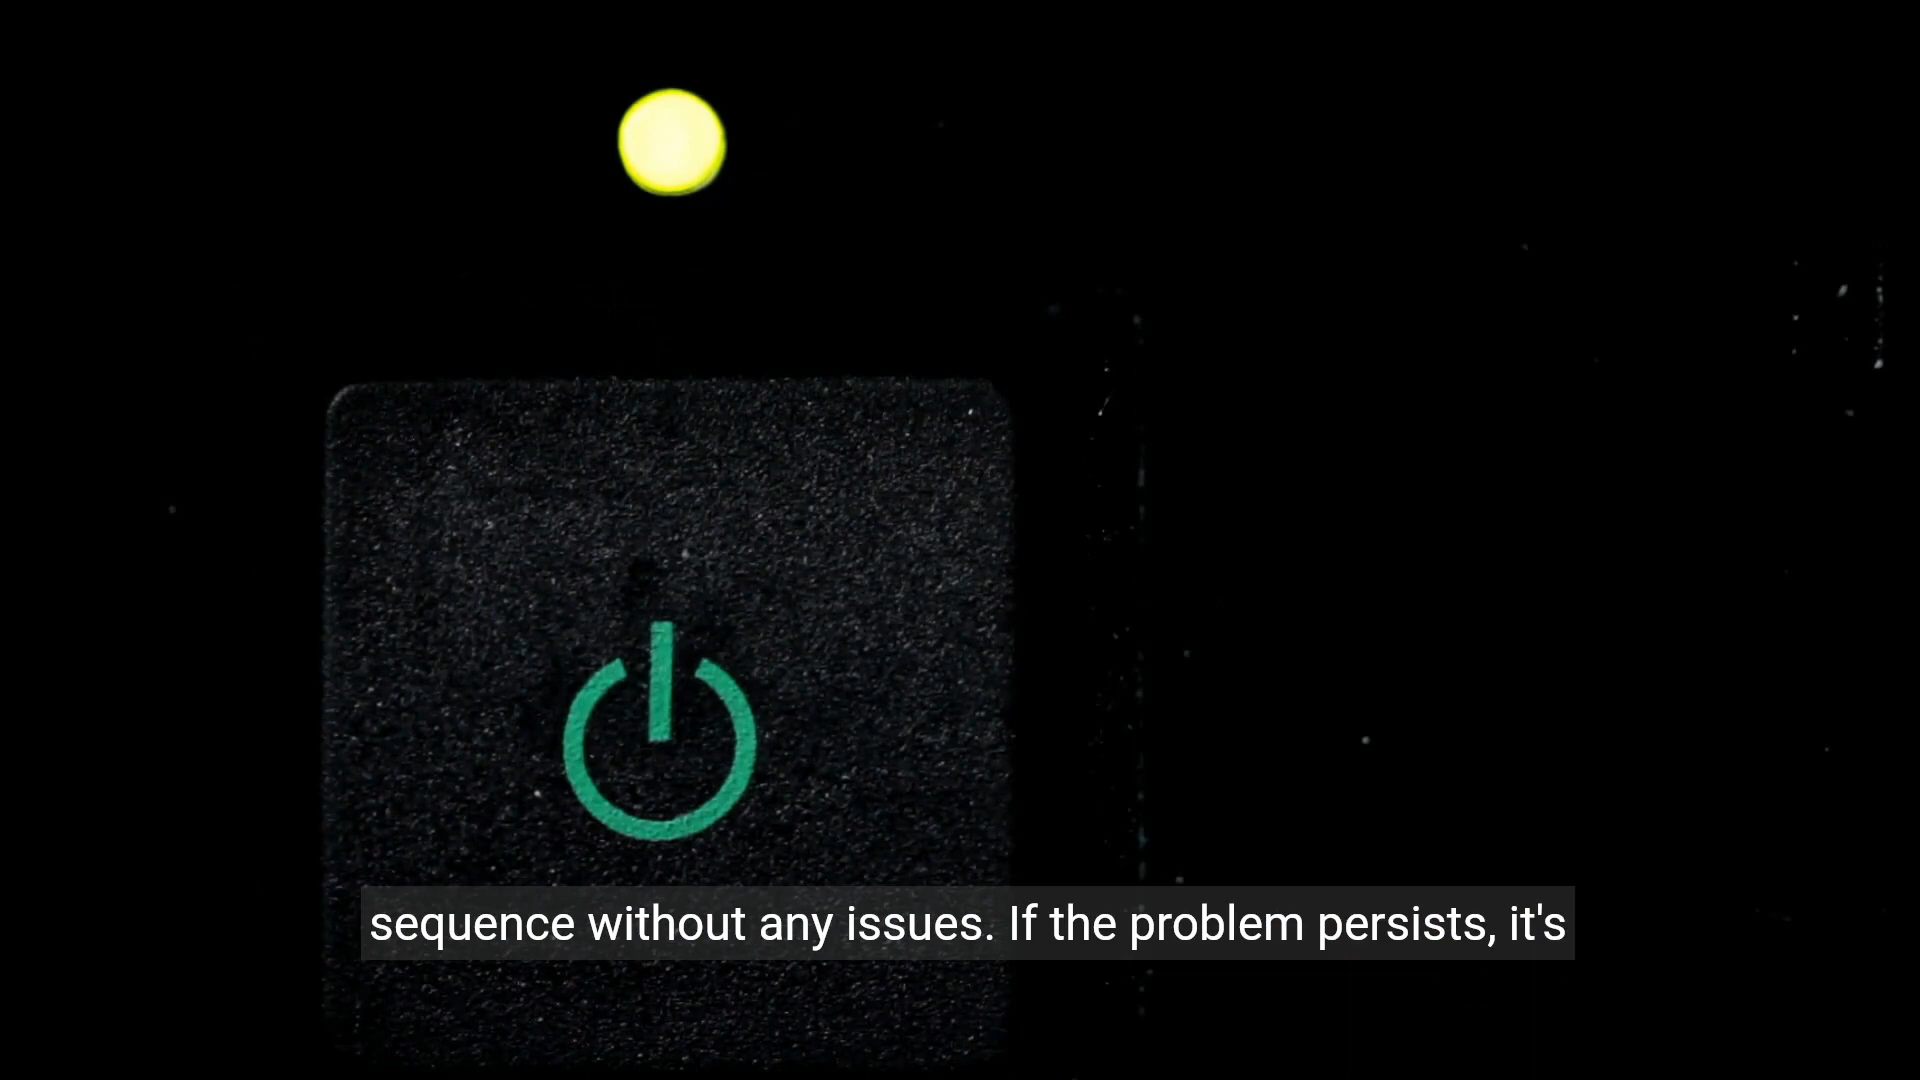 sequence without any issues. If the problem persists, it's